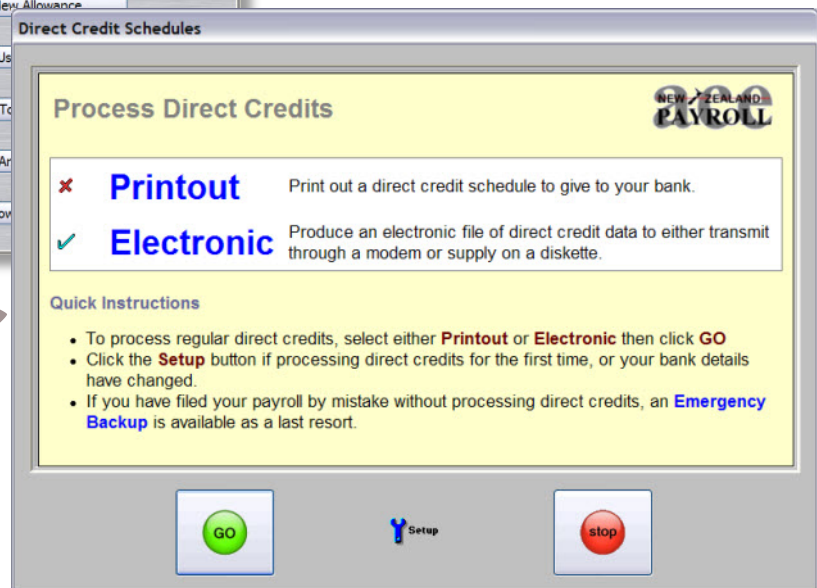 New Allowance
Direct Credit Schedules
Process Direct Credits
ace
NEW ZEALAND
PAYROLL
Printout
Print out a direct credit schedule to give to your bank.
Electronic
Produce an electronic file of direct credit data to either transmit
through a modem or supply on a diskette.
Quick Instructions
• To process regular direct credits, select either Printout or Electronic then click GO
• Click the Setup button if processing direct credits for the first time, or your bank details
have changed.
• If you have filed your payroll by mistake without processing direct credits, an Emergency
Backup is available as a last resort.
GO
Setup
stop